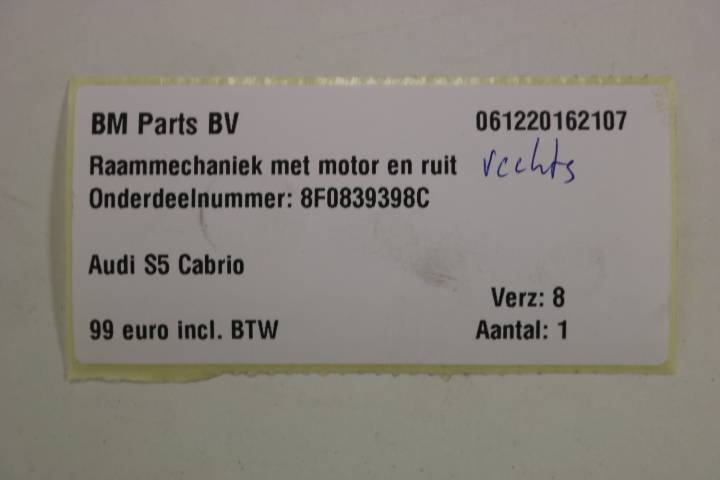 BM Parts BV 061220162107
Raammechaniek met motor en ruit rechts
Onderdeelnummer: 8F0839398C
Audi S5 Cabrio
Verz: 8
99 euro incl. BTW Aantal: 1